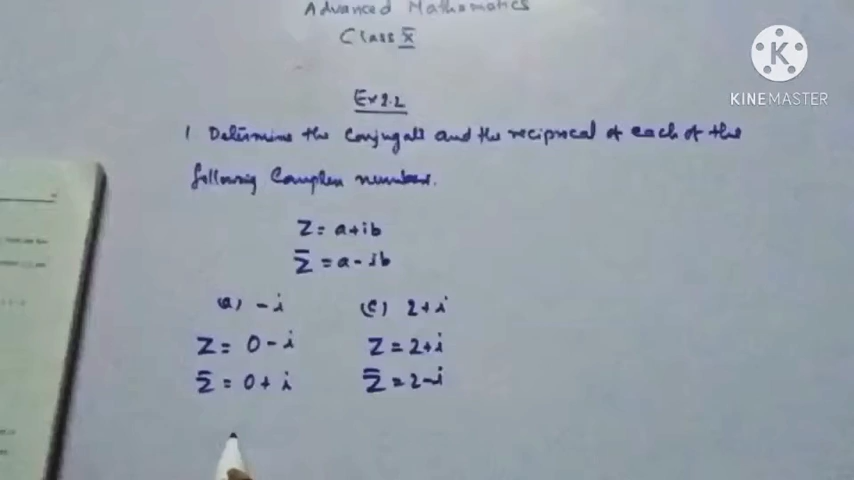 Advanced Mathematics
Class X
K
KINEMASTER
Ex 2.2
1 Determine the Conjugate and the reciprocal of each of the
following Complex numbers.
Z = a+ib
Z̅ = a-ib
(a) -i (c) 2+i
Z = 0-i Z = 2+i
Z̅ = 0+i Z̅ = 2-i